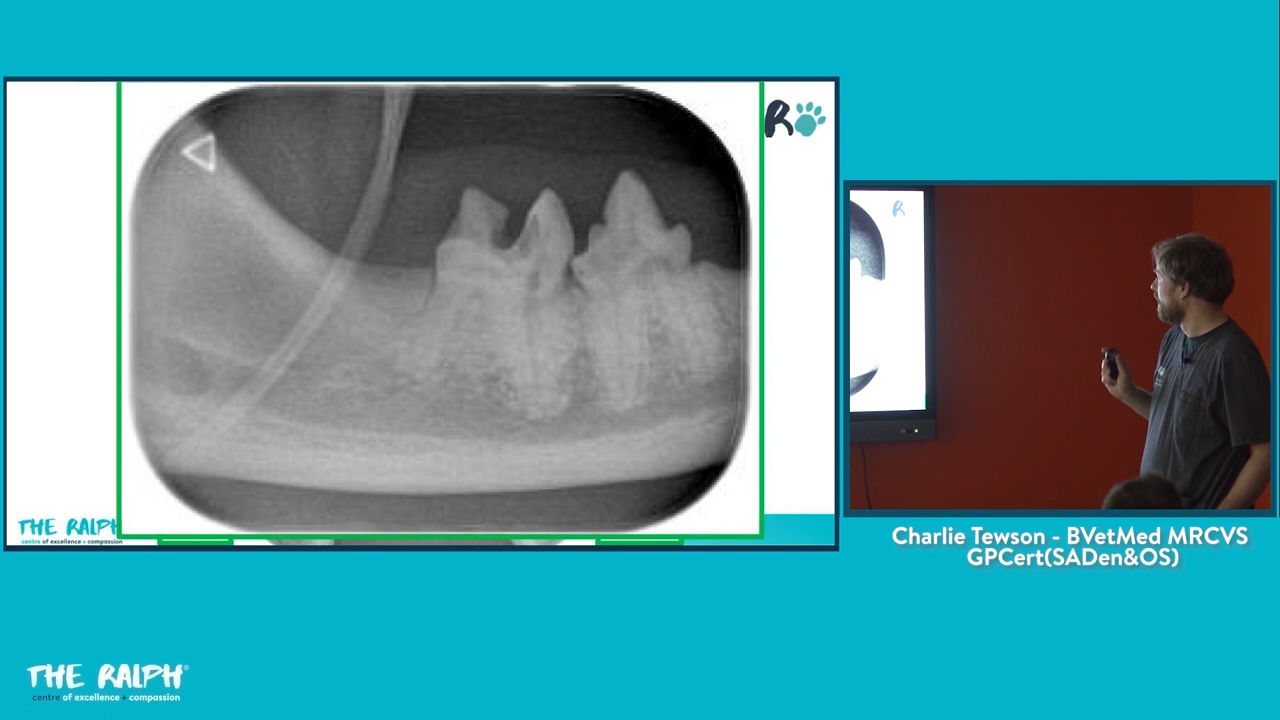 R
THE RALPH
centre of excellence + compassion
R
Charlie Tewson - BVetMed MRCVS
GPCert(SADen&OS)
THE RALPH®
centre of excellence + compassion